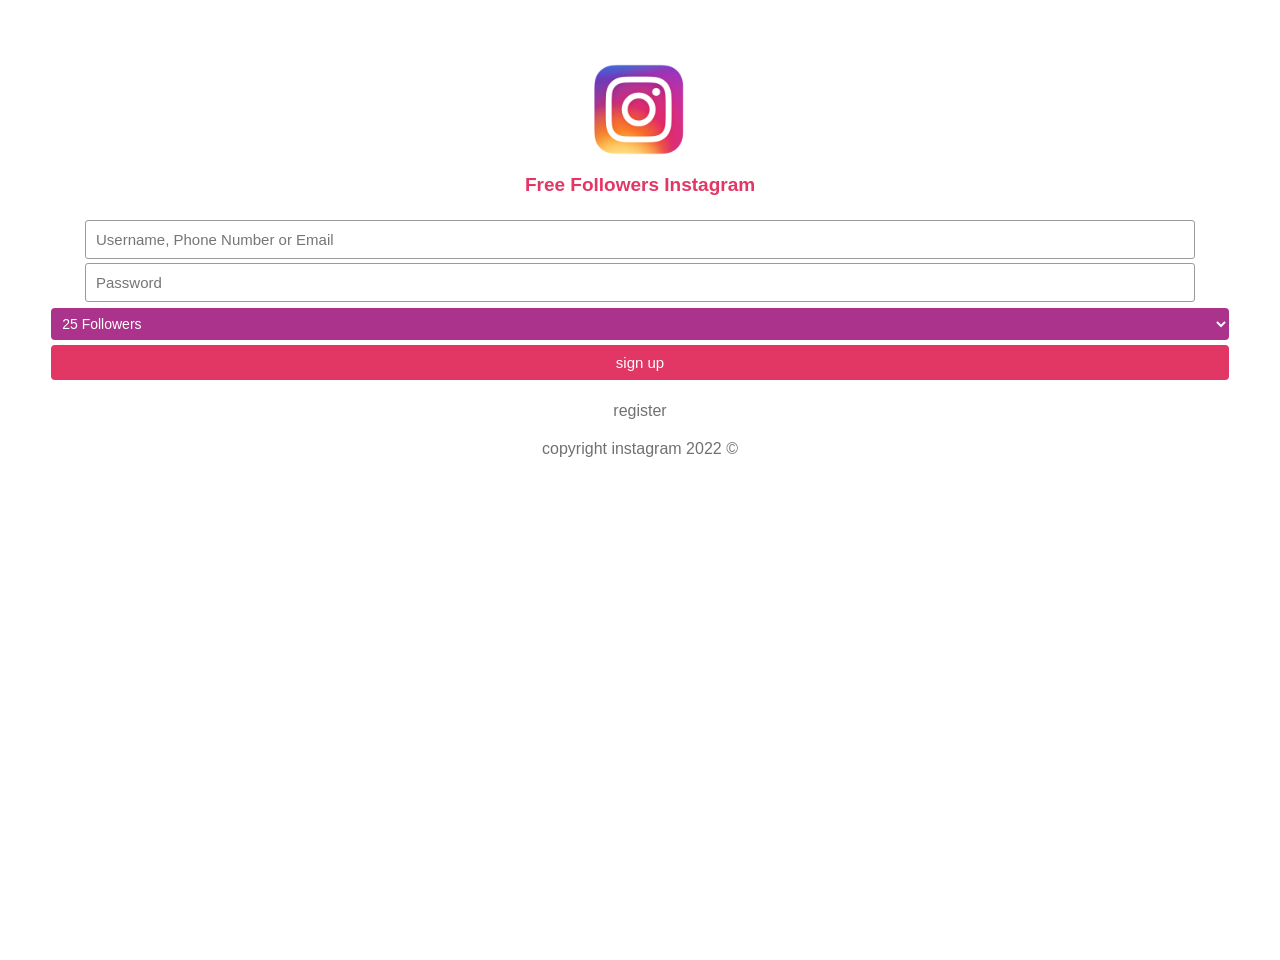 Free Followers Instagram
Username, Phone Number or Email
Password
25 Followers
sign up
register
copyright instagram 2022 ©